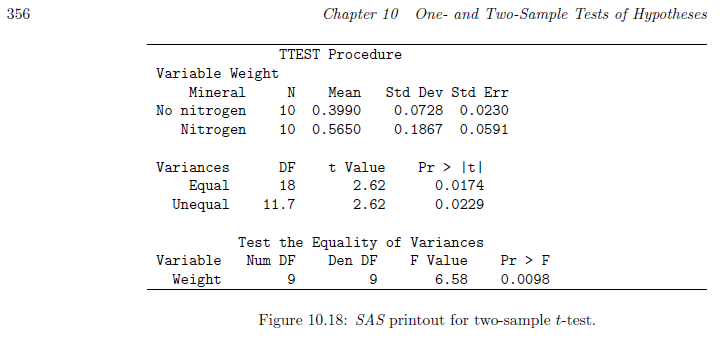 356 Chapter 10 One- and Two-Sample Tests of Hypotheses
TTEST Procedure
Variable Weight
Mineral N Mean Std Dev Std Err
No nitrogen 10 0.3990 0.0728 0.0230
Nitrogen 10 0.5650 0.1867 0.0591
Variances DF t Value Pr > |t|
Equal 18 2.62 0.0174
Unequal 11.7 2.62 0.0229
Test the Equality of Variances
Variable Num DF Den DF F Value Pr > F
Weight 9 9 6.58 0.0098
Figure 10.18: SAS printout for two-sample t-test.